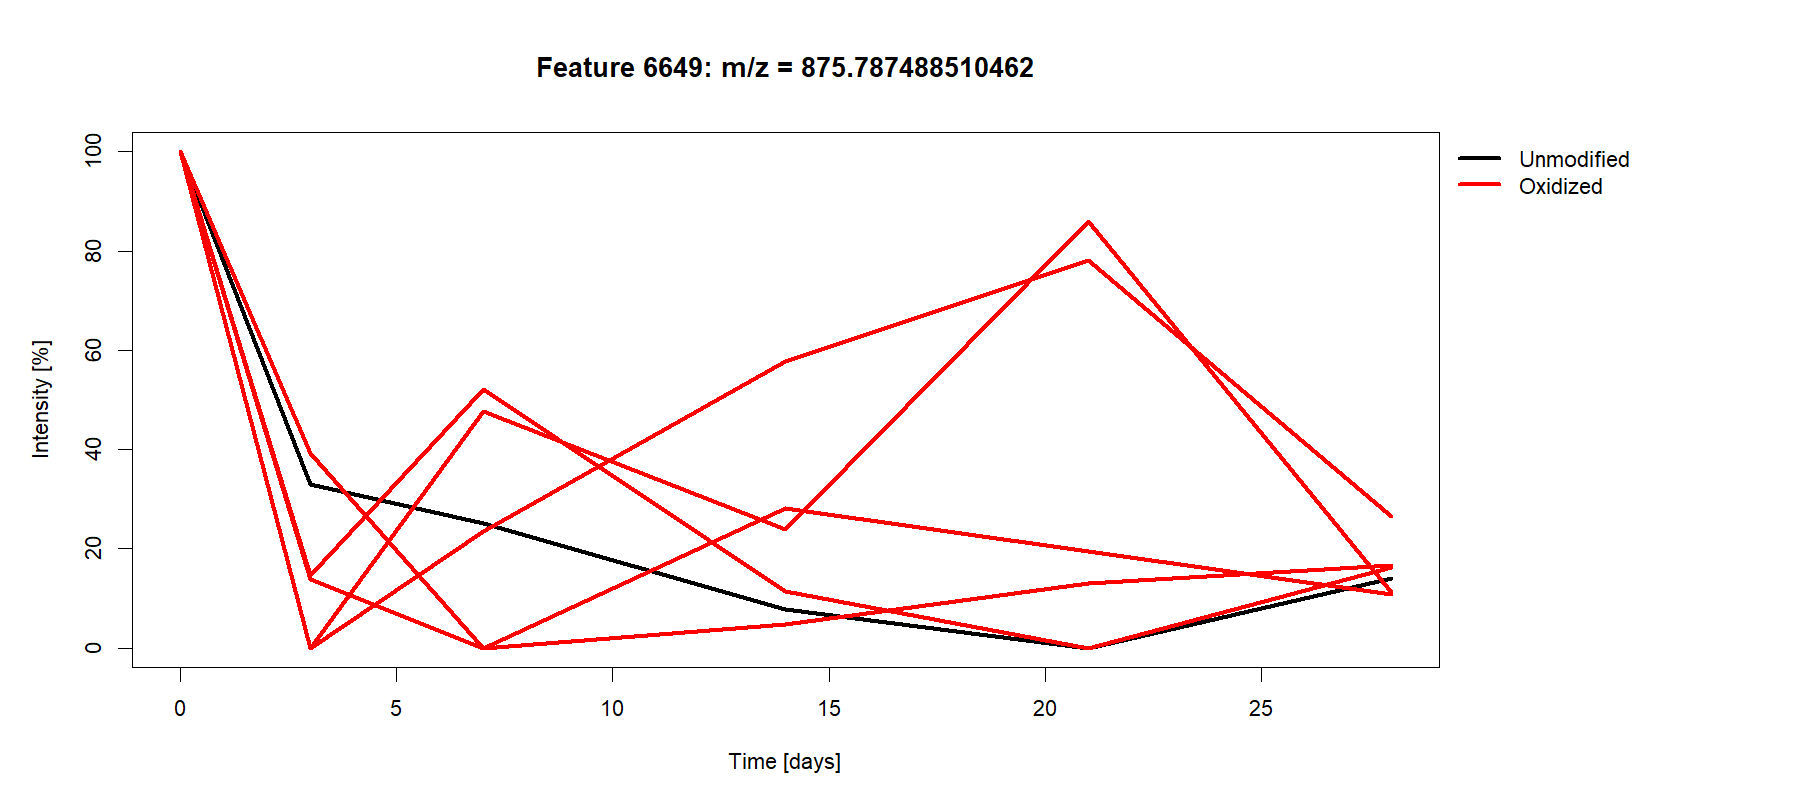 Feature 6649: m/z = 875.787488510462
Unmodified
Oxidized
100
80
60
40
20
0
Intensity [%]
0 5 10 15 20 25
Time [days]